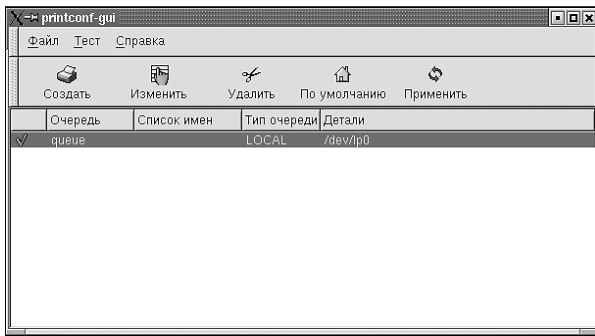 printconf-gui
Файл Тест Справка
Создать Изменить Удалить По умолчанию Применить
Очередь Список имен Тип очереди Детали
queue LOCAL /dev/lp0